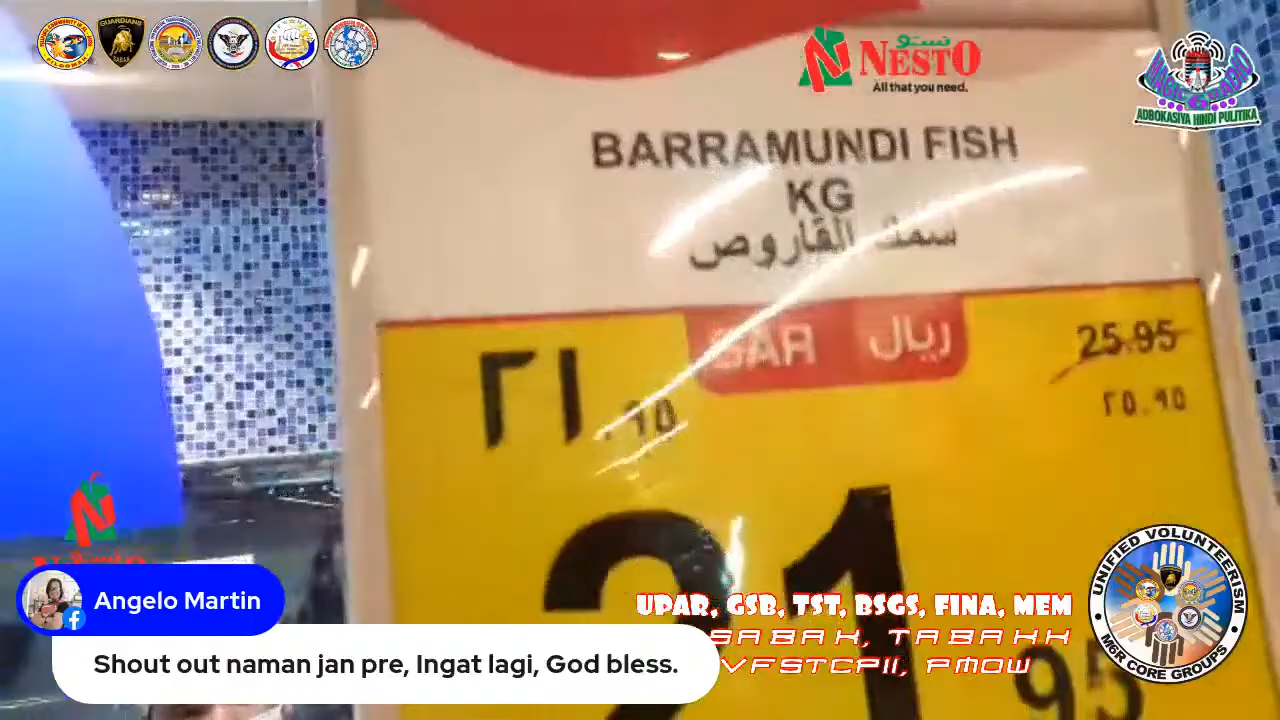 نستو
NESTO
All that you need.
BARRAMUNDI FISH
KG
سمك القاروص
SAR ريال
٢١.٩٥
25.95
٢٥.٩٥
21.95
ADBOKASIYA HINDI PULITIKA
Angelo Martin
Shout out naman jan pre, Ingat lagi, God bless.
UPAR, GSB, TST, BSGS, FINA, MEM
SABAK, TABAKK
VFSTCPII, PMOW
UNIFIED VOLUNTEERISM
M6R CORE GROUPS